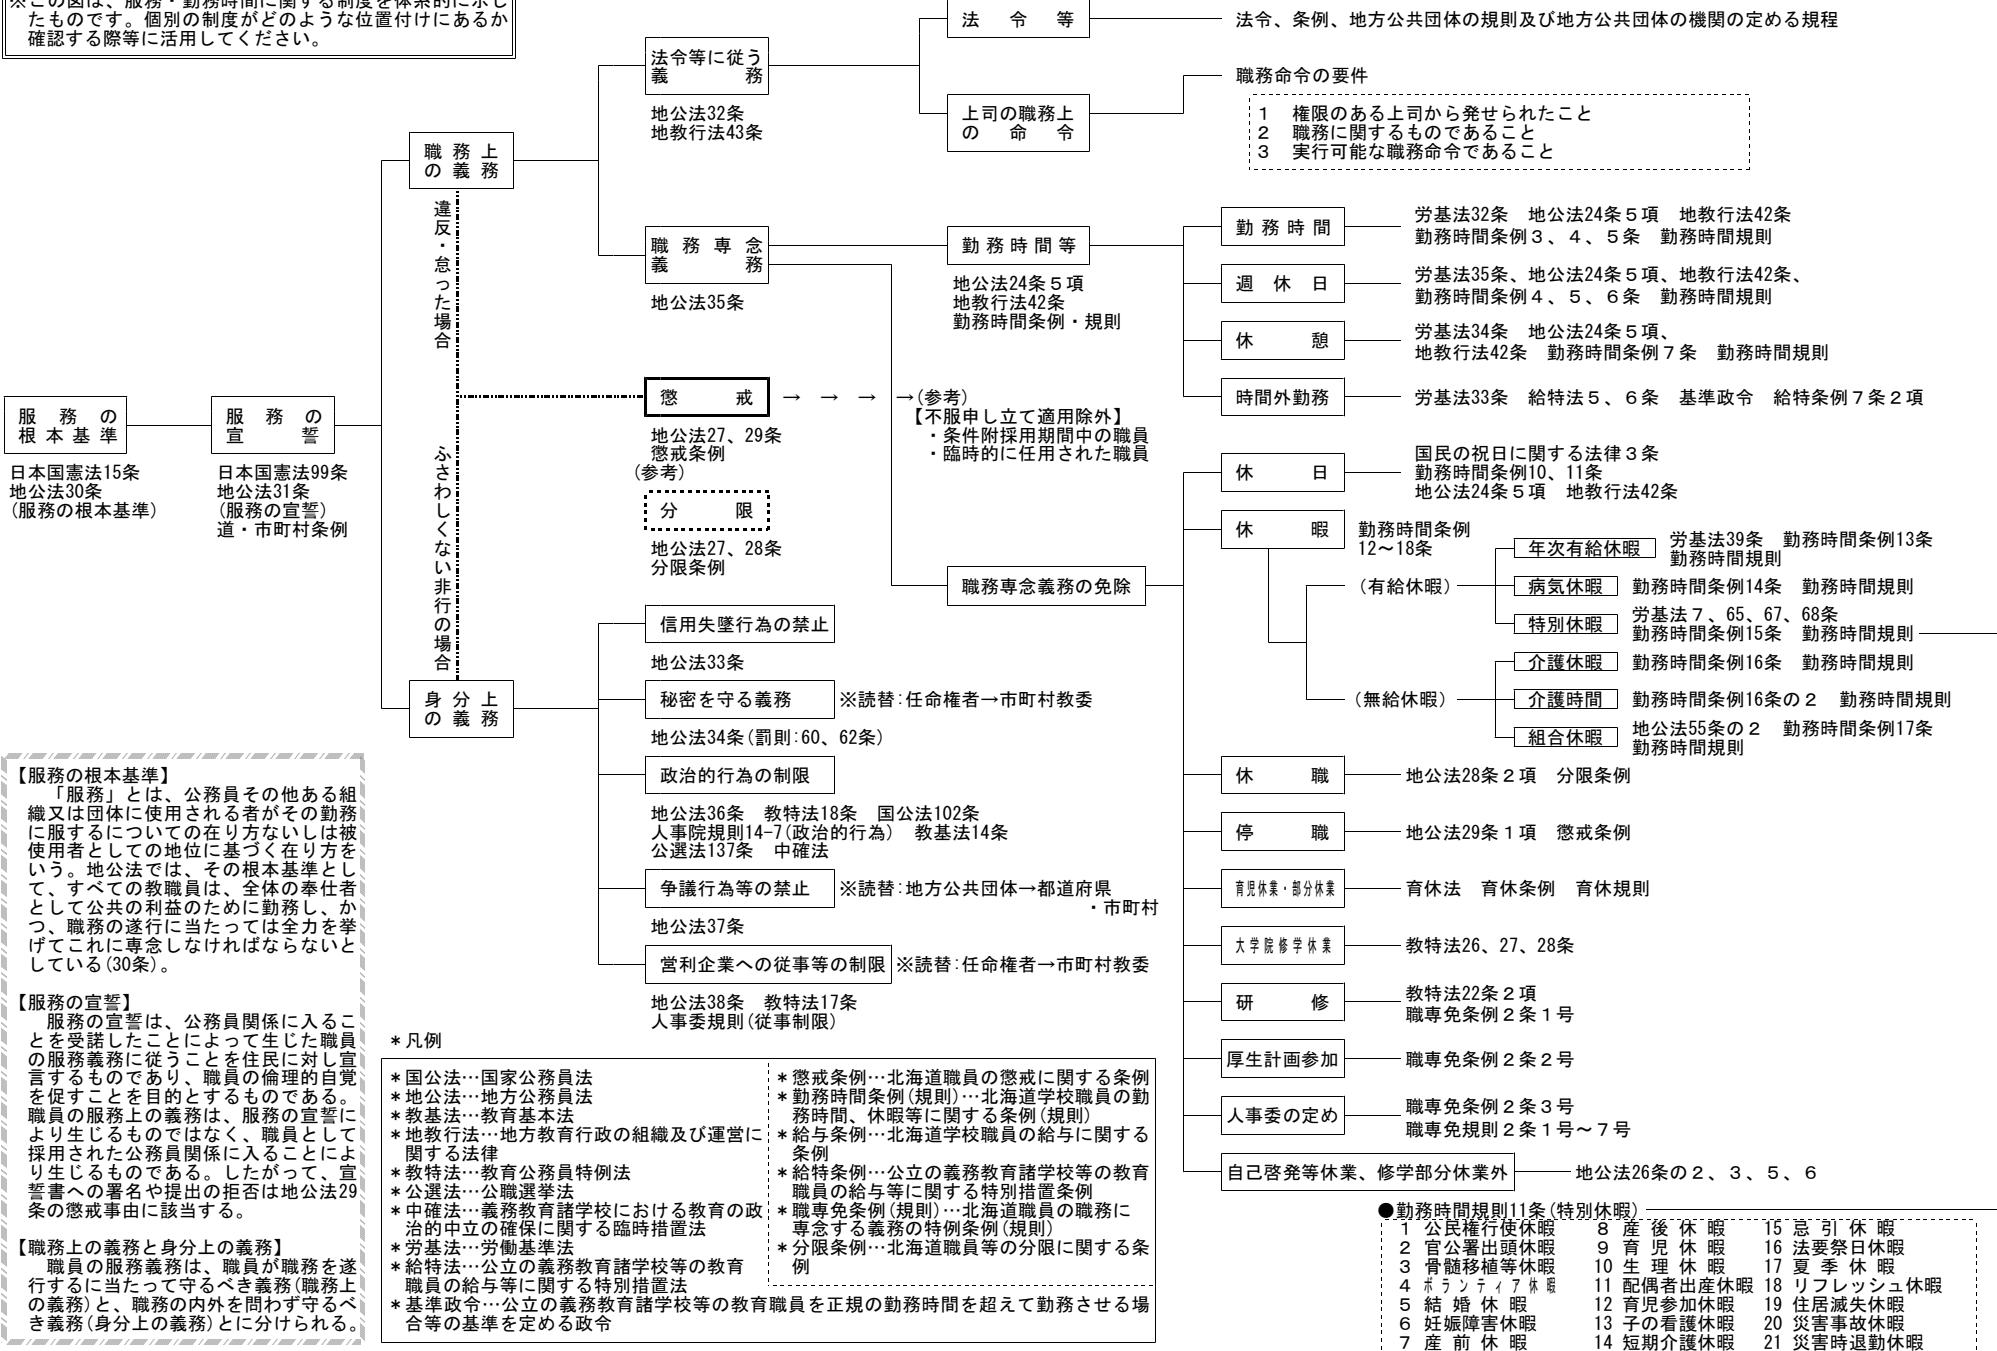 ※この図は、服務・勤務時間に関する制度を体系的に示し
たものです。個別の制度がどのような位置付けにあるか
確認する際等に活用してください。
服務の
根本基準
日本国憲法15条
地公法30条
(服務の根本基準)
服務の
宣誓
日本国憲法99条
地公法31条
(服務の宣誓)
道・市町村条例
職務上
の義務
違反・怠った場合
ふさわしくない非行の場合
身分上
の義務
法令等に従う
義務
地公法32条
地教行法43条
法令等
法令、条例、地方公共団体の規則及び地方公共団体の機関の定める規程
上司の職務上
の命令
職務命令の要件
1 権限のある上司から発せられたこと
2 職務に関するものであること
3 実行可能な職務命令であること
職務専念
義務
地公法35条
勤務時間等
地公法24条5項
地教行法42条
勤務時間条例・規則
勤務時間
労基法32条 地公法24条5項 地教行法42条
勤務時間条例3、4、5条 勤務時間規則
週休日
労基法35条、地公法24条5項、地教行法42条、
勤務時間条例4、5、6条 勤務時間規則
休憩
労基法34条 地公法24条5項、
地教行法42条 勤務時間条例7条 勤務時間規則
時間外勤務
労基法33条 給特法5、6条 基準政令 給特条例7条2項
懲戒
→ → → →(参考)
【不服申し立て適用除外】
・条件附採用期間中の職員
・臨時的に任用された職員
地公法27、29条
懲戒条例
(参考)
分限
地公法27、28条
分限条例
職務専念義務の免除
休日
国民の祝日に関する法律3条
勤務時間条例10、11条
地公法24条5項 地教行法42条
休暇
勤務時間条例
12～18条
(有給休暇)
年次有給休暇
労基法39条 勤務時間条例13条
勤務時間規則
病気休暇
勤務時間条例14条 勤務時間規則
特別休暇
労基法7、65、67、68条
勤務時間条例15条 勤務時間規則
(無給休暇)
介護休暇
勤務時間条例16条 勤務時間規則
介護時間
勤務時間条例16条の2 勤務時間規則
組合休暇
地公法55条の2 勤務時間条例17条
勤務時間規則
休職
地公法28条2項 分限条例
停職
地公法29条1項 懲戒条例
育児休業・部分休業
育休法 育休条例 育休規則
大学院修学休業
教特法26、27、28条
研修
教特法22条2項
職専免条例2条1号
厚生計画参加
職専免条例2条2号
人事委の定め
職専免条例2条3号
職専免規則2条1号～7号
自己啓発等休業、修学部分休業外
地公法26条の2、3、5、6
信用失墜行為の禁止
地公法33条
秘密を守る義務
※読替:任命権者→市町村教委
地公法34条(罰則:60、62条)
政治的行為の制限
地公法36条 教特法18条 国公法102条
人事院規則14-7(政治的行為) 教基法14条
公選法137条 中確法
争議行為等の禁止
※読替:地方公共団体→都道府県
・市町村
地公法37条
営利企業への従事等の制限
※読替:任命権者→市町村教委
地公法38条 教特法17条
人事委規則(従事制限)
【服務の根本基準】
「服務」とは、公務員その他ある組
織又は団体に使用される者がその勤務
に服するについての在り方ないしは被
使用者としての地位に基づく在り方を
いう。地公法では、その根本基準とし
て、すべての教職員は、全体の奉仕者
として公共の利益のために勤務し、か
つ、職務の遂行に当たっては全力を挙
げてこれに専念しなければならないと
している(30条)。
【服務の宣誓】
服務の宣誓は、公務員関係に入るこ
とを受諾したことによって生じた職員
の服務義務に従うことを住民に対し宣
言するものであり、職員の倫理的自覚
を促すことを目的とするものである。
職員の服務上の義務は、服務の宣誓に
より生じるものではなく、職員として
採用された公務員関係に入ることによ
り生じるものである。したがって、宣
誓書への署名や提出の拒否は地公法29
条の懲戒事由に該当する。
【職務上の義務と身分上の義務】
職員の服務義務は、職員が職務を遂
行するに当たって守るべき義務(職務上
の義務)と、職務の内外を問わず守るべ
き義務(身分上の義務)とに分けられる。
＊凡例
＊国公法…国家公務員法
＊地公法…地方公務員法
＊教基法…教育基本法
＊地教行法…地方教育行政の組織及び運営に
関する法律
＊教特法…教育公務員特例法
＊公選法…公職選挙法
＊中確法…義務教育諸学校における教育の政
治的中立の確保に関する臨時措置法
＊労基法…労働基準法
＊給特法…公立の義務教育諸学校等の教育
職員の給与等に関する特別措置法
＊基準政令…公立の義務教育諸学校等の教育職員を正規の勤務時間を超えて勤務させる場
合等の基準を定める政令
＊懲戒条例…北海道職員の懲戒に関する条例
＊勤務時間条例(規則)…北海道学校職員の勤
務時間、休暇等に関する条例(規則)
＊給与条例…北海道学校職員の給与に関する
条例
＊給特条例…公立の義務教育諸学校等の教育
職員の給与等に関する特別措置条例
＊職専免条例(規則)…北海道職員の職務に
専念する義務の特例条例(規則)
＊分限条例…北海道職員等の分限に関する条
例
●勤務時間規則11条(特別休暇)
1 公民権行使休暇 8 産後休暇 15 忌引休暇
2 官公署出頭休暇 9 育児休暇 16 法要祭日休暇
3 骨髄移植等休暇 10 生理休暇 17 夏季休暇
4 ボランティア休暇 11 配偶者出産休暇 18 リフレッシュ休暇
5 結婚休暇 12 育児参加休暇 19 住居滅失休暇
6 妊娠障害休暇 13 子の看護休暇 20 災害事故休暇
7 産前休暇 14 短期介護休暇 21 災害時退勤休暇